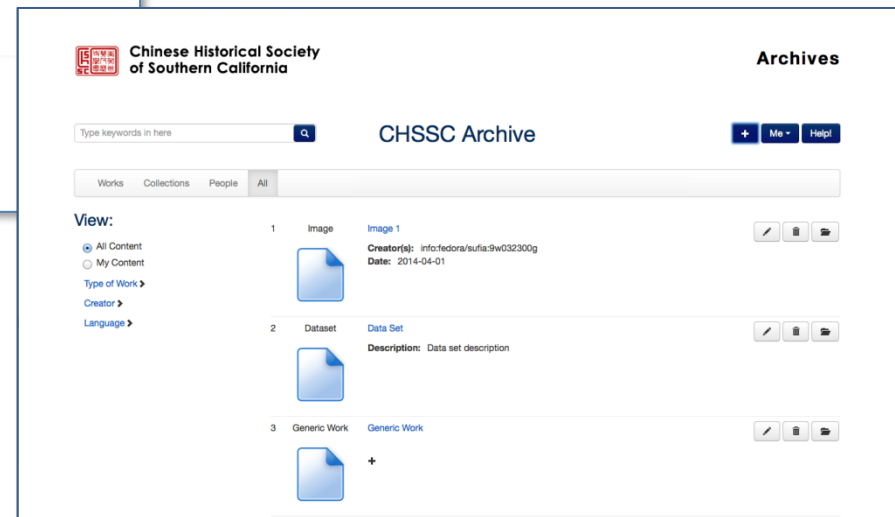 Chinese Historical Society
of Southern California
Archives
Type keywords in here
CHSSC Archive
+ Me Help!
Works Collections People All
View:
All Content
My Content
Type of Work
Creator
Language
1 Image Image 1
Creator(s): info:fedora/sufia:9w032300g
Date: 2014-04-01
2 Dataset Data Set
Description: Data set description
3 Generic Work Generic Work
+